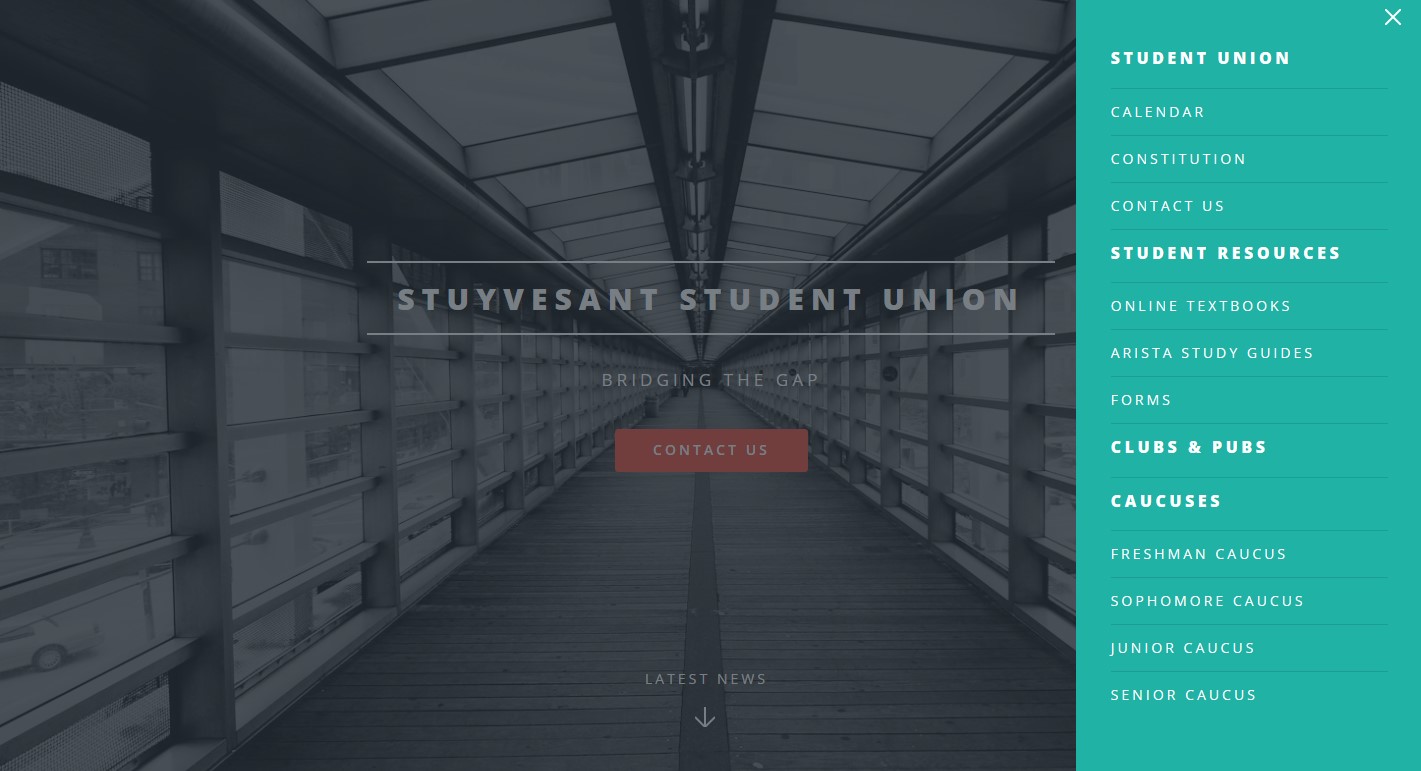 STUYVESANT STUDENT UNION
BRIDGING THE GAP
CONTACT US
LATEST NEWS
STUDENT UNION
CALENDAR
CONSTITUTION
CONTACT US
STUDENT RESOURCES
ONLINE TEXTBOOKS
ARISTA STUDY GUIDES
FORMS
CLUBS & PUBS
CAUCUSES
FRESHMAN CAUCUS
SOPHOMORE CAUCUS
JUNIOR CAUCUS
SENIOR CAUCUS